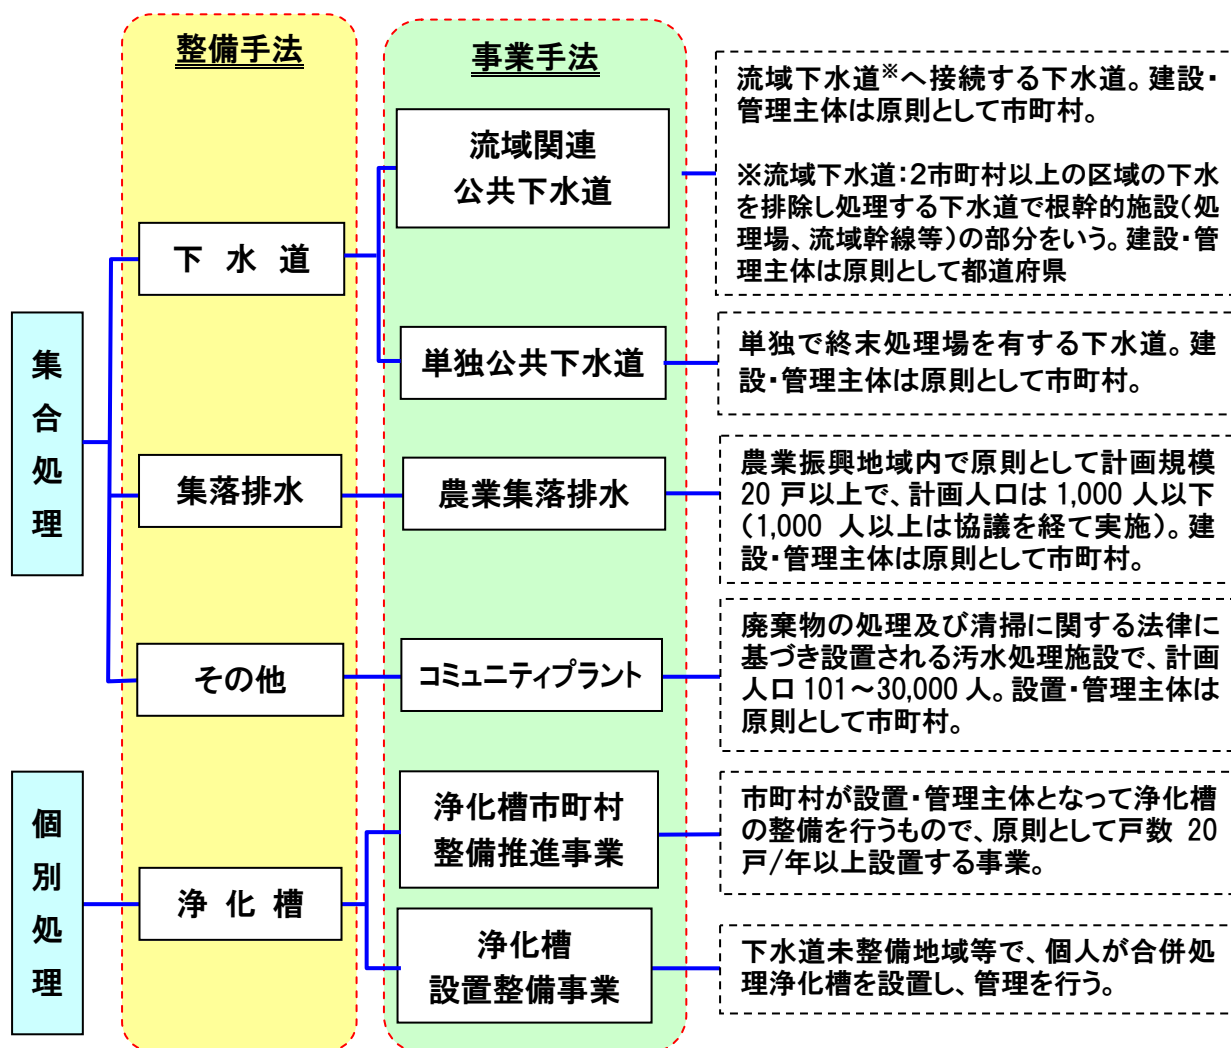 整備手法
事業手法
集合処理
下水道
流域関連
公共下水道
流域下水道※へ接続する下水道。建設・
管理主体は原則として市町村。
※流域下水道：2市町村以上の区域の下水
を排除し処理する下水道で根幹的施設（処
理場、流域幹線等）の部分をいう。建設・管
理主体は原則として都道府県
単独公共下水道
単独で終末処理場を有する下水道。建
設・管理主体は原則として市町村。
集落排水
農業集落排水
農業振興地域内で原則として計画規模
20 戸以上で、計画人口は 1,000 人以下
（1,000 人以上は協議を経て実施）。建
設・管理主体は原則として市町村。
その他
コミュニティプラント
廃棄物の処理及び清掃に関する法律に
基づき設置される汚水処理施設で、計画
人口 101～30,000 人。設置・管理主体は
原則として市町村。
個別処理
浄化槽
浄化槽市町村
整備推進事業
市町村が設置・管理主体となって浄化槽
の整備を行うもので、原則として戸数 20
戸/年以上設置する事業。
浄化槽
設置整備事業
下水道未整備地域等で、個人が合併処
理浄化槽を設置し、管理を行う。